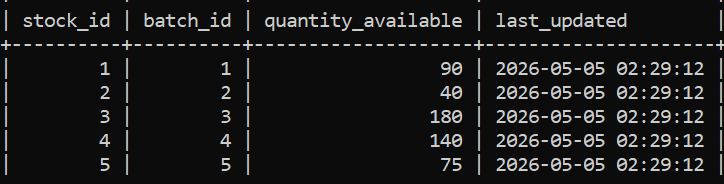 | stock_id | batch_id | quantity_available | last_updated |
+----------+----------+--------------------+---------------------+
| 1 | 1 | 90 | 2026-05-05 02:29:12 |
| 2 | 2 | 40 | 2026-05-05 02:29:12 |
| 3 | 3 | 180 | 2026-05-05 02:29:12 |
| 4 | 4 | 140 | 2026-05-05 02:29:12 |
| 5 | 5 | 75 | 2026-05-05 02:29:12 |